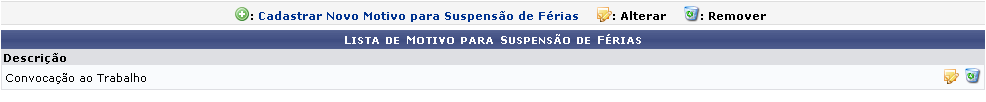 : Cadastrar Novo Motivo para Suspensão de Férias : Alterar : Remover
Lista de Motivo para Suspensão de Férias
Descrição
Convocação ao Trabalho